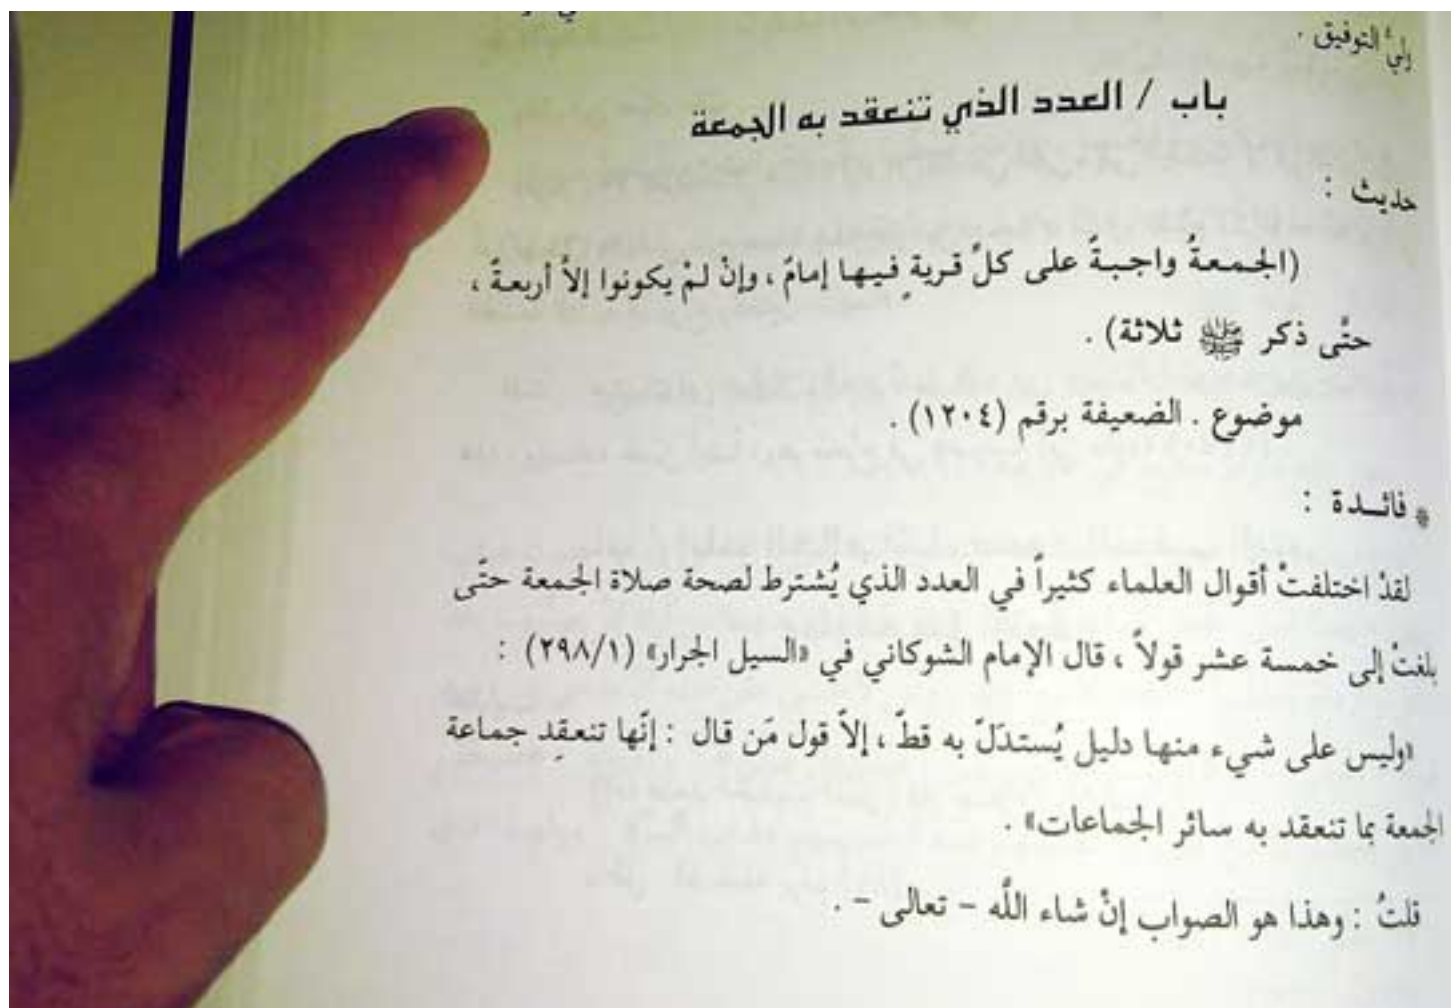 إلي التوفيق .
باب / العدد الذي تنعقد به الجمعة
حديث :
(الجمعةُ واجبةٌ على كلِّ قريةٍ فيها إمامٌ ، وإنْ لمْ يكونوا إلاَّ أربعةً ،
حتَّى ذكر ﷺ ثلاثة) .
موضوع . الضعيفة برقم (١٢٠٤) .
* فائدة :
لقدْ اختلفتْ أقوال العلماء كثيراً في العدد الذي يُشترط لصحة صلاة الجمعة حتَّى
بلغتْ إلى خمسة عشر قولاً ، قال الإمام الشوكاني في «السيل الجرار» (٢٩٨/١) :
«وليس على شيء منها دليل يُستدَلّ به قطّ ، إلاَّ قول مَن قال : إنَّها تنعقِد جماعة
الجمعة بما تنعقد به سائر الجماعات» .
قلتُ : وهذا هو الصواب إنْ شاء اللَّه – تعالى – .